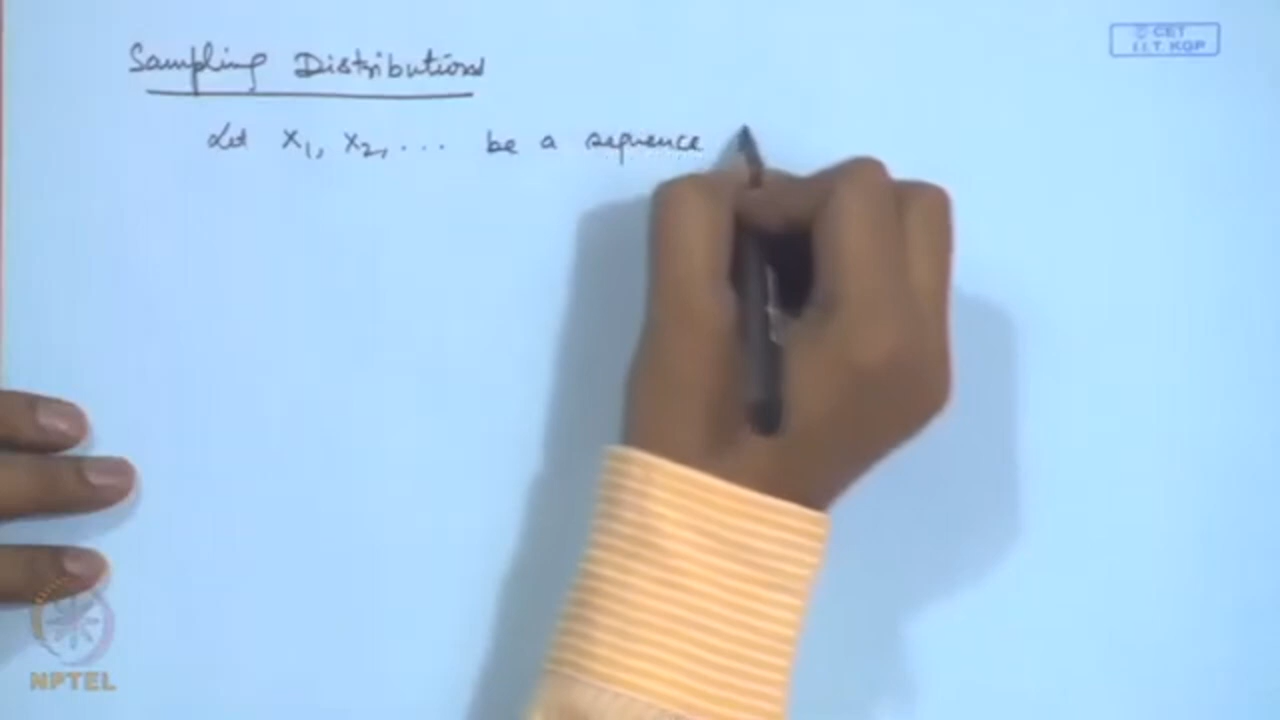 Sampling Distributions
Let X₁, X₂, ... be a sequence
© CET
I.I.T. KGP
NPTEL